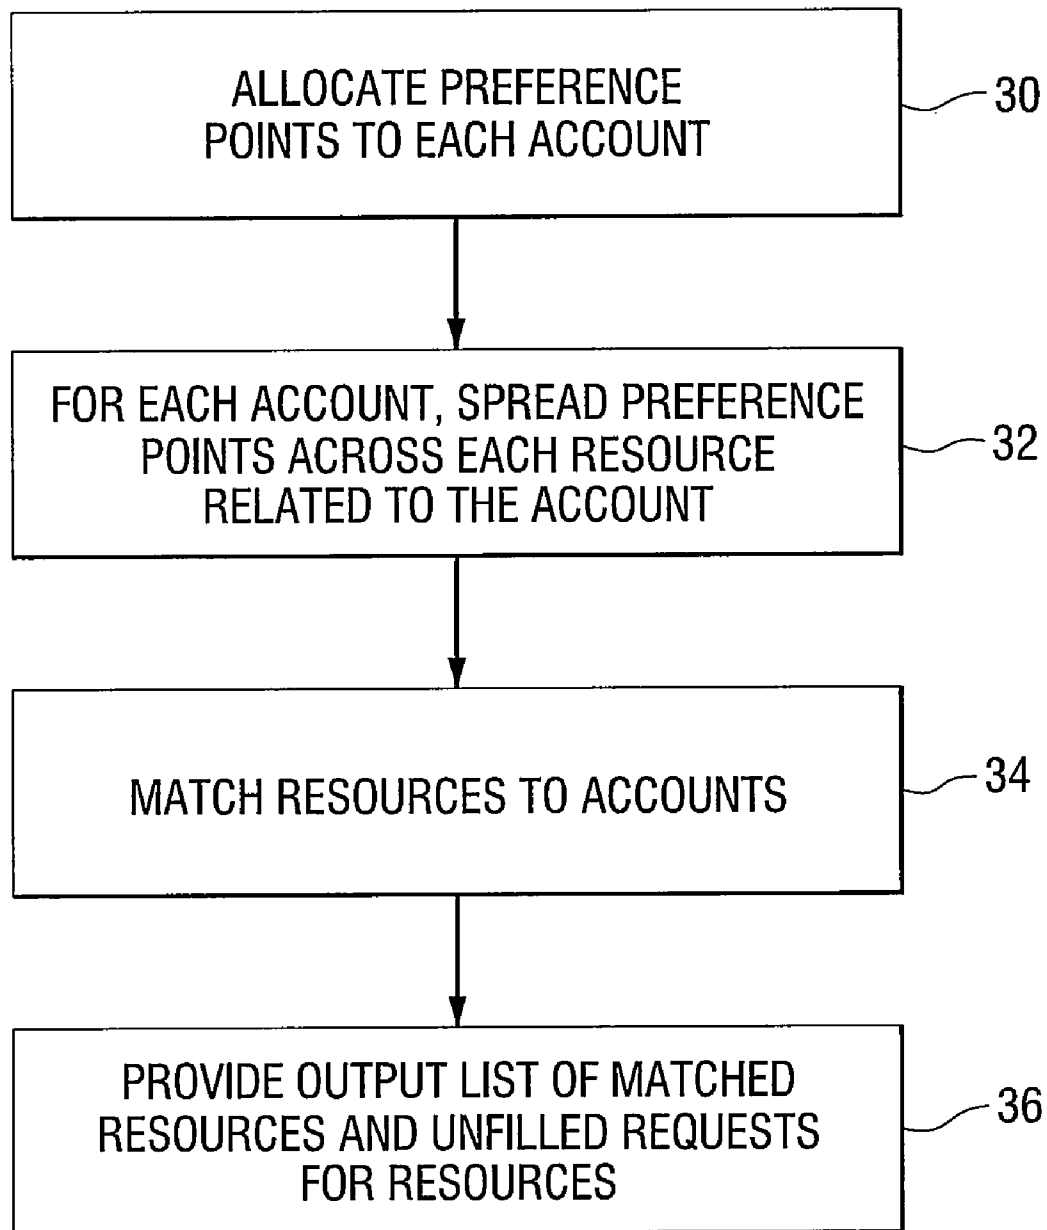 ALLOCATE PREFERENCE
POINTS TO EACH ACCOUNT
30
FOR EACH ACCOUNT, SPREAD PREFERENCE
POINTS ACROSS EACH RESOURCE
RELATED TO THE ACCOUNT
32
MATCH RESOURCES TO ACCOUNTS
34
PROVIDE OUTPUT LIST OF MATCHED
RESOURCES AND UNFILLED REQUESTS
FOR RESOURCES
36